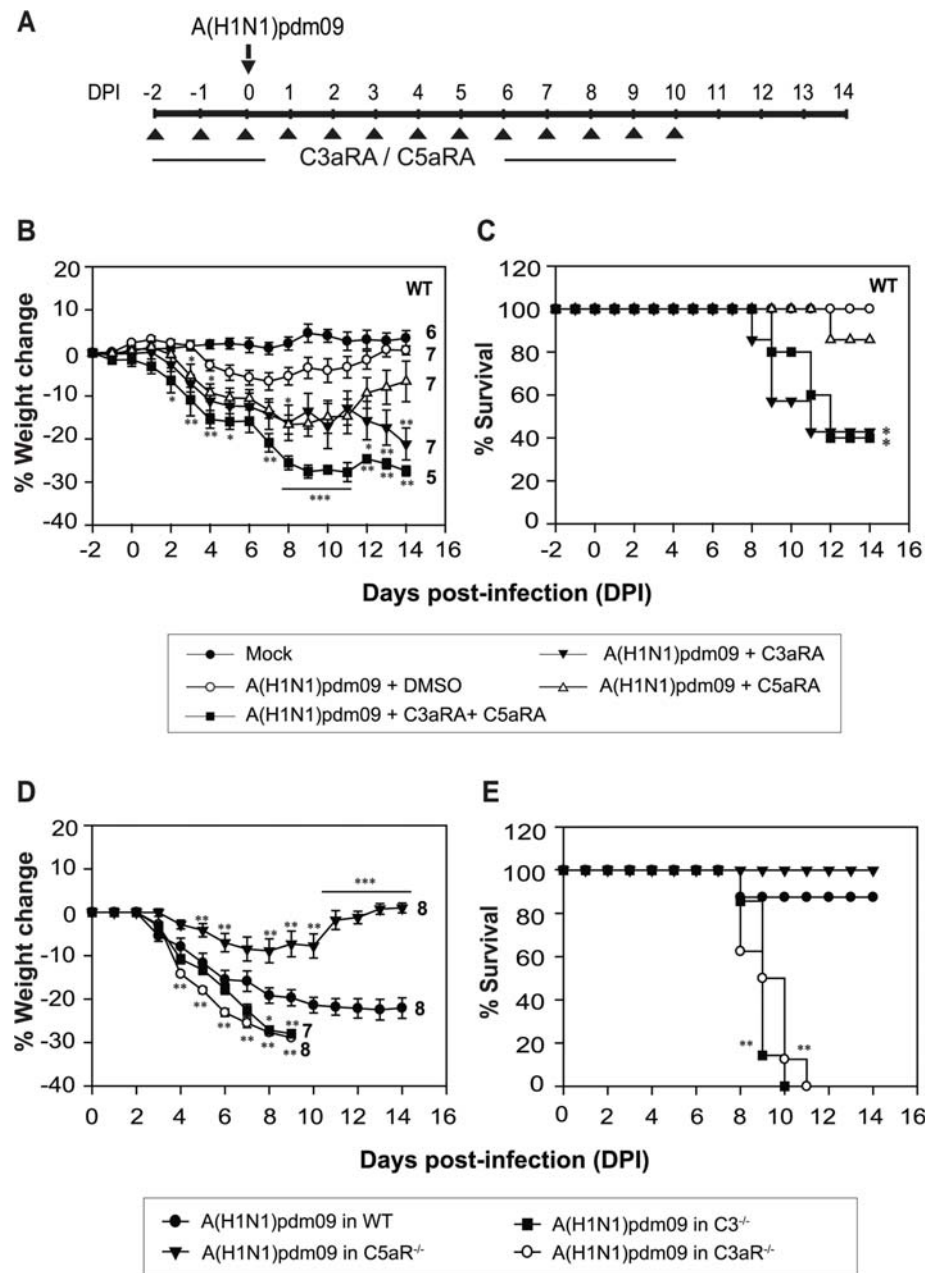 A
A(H1N1)pdm09
DPI -2 -1 0 1 2 3 4 5 6 7 8 9 10 11 12 13 14
C3aRA / C5aRA
B
% Weight change
20
10
0
-10
-20
-30
-40
WT
6
7
7
7
5
*
*
*
**
*
**
**
*
**
***
*
**
**
**
**
**
-2 0 2 4 6 8 10 12 14 16
C
% Survival
120
100
80
60
40
20
0
WT
*
*
-2 0 2 4 6 8 10 12 14 16
Days post-infection (DPI)
Mock
A(H1N1)pdm09 + C3aRA
A(H1N1)pdm09 + DMSO
A(H1N1)pdm09 + C5aRA
A(H1N1)pdm09 + C3aRA+ C5aRA
D
% Weight change
20
10
0
-10
-20
-30
-40
***
** ** ** ** **
8
8
7
8
** ** ** ** * **
** **
0 2 4 6 8 10 12 14 16
E
% Survival
120
100
80
60
40
20
0
** **
0 2 4 6 8 10 12 14 16
Days post-infection (DPI)
A(H1N1)pdm09 in WT
A(H1N1)pdm09 in C3-/-
A(H1N1)pdm09 in C5aR-/-
A(H1N1)pdm09 in C3aR-/-